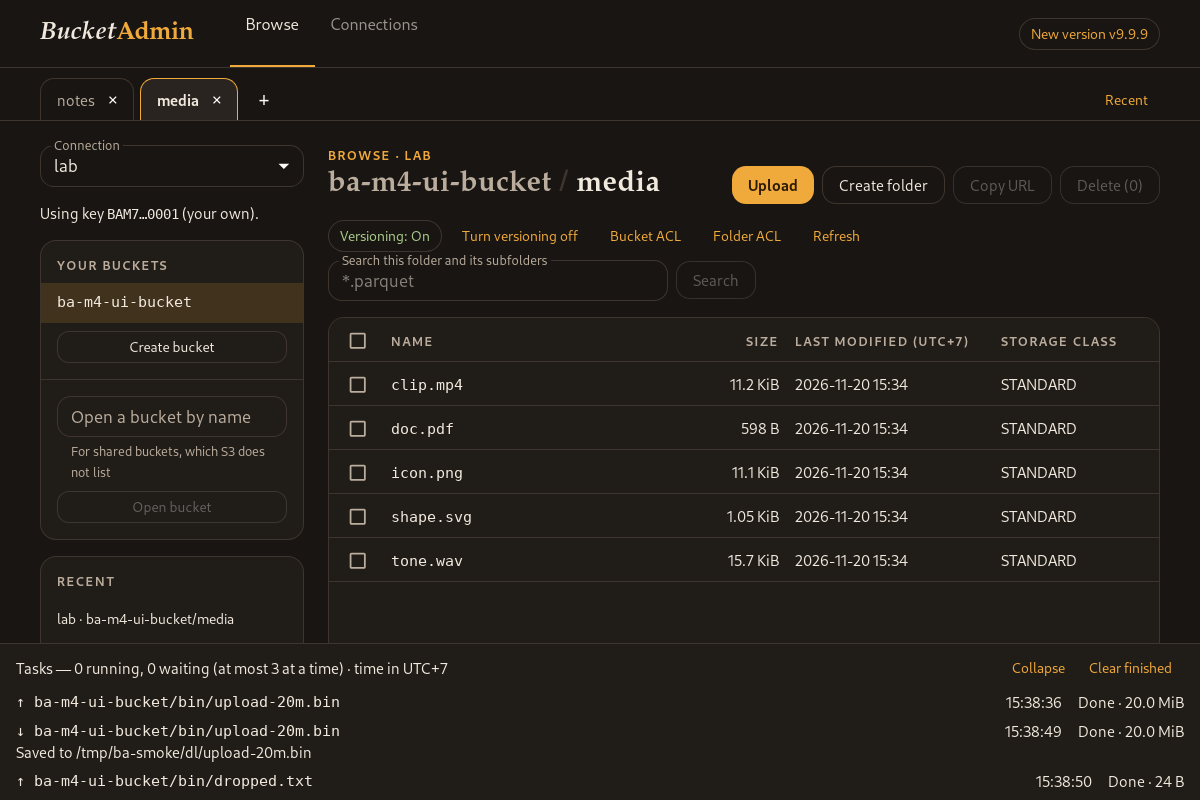 BucketAdmin Browse Connections New version v9.9.9
notes × media × + Recent
Connection
lab
Using key BAM7…0001 (your own).
YOUR BUCKETS
ba-m4-ui-bucket
Create bucket
Open a bucket by name
For shared buckets, which S3 does
not list
Open bucket
RECENT
lab · ba-m4-ui-bucket/media
BROWSE · LAB
ba-m4-ui-bucket / media
Upload Create folder Copy URL Delete (0)
Versioning: On Turn versioning off Bucket ACL Folder ACL Refresh
Search this folder and its subfolders
*.parquet Search
NAME SIZE LAST MODIFIED (UTC+7) STORAGE CLASS
clip.mp4 11.2 KiB 2026-11-20 15:34 STANDARD
doc.pdf 598 B 2026-11-20 15:34 STANDARD
icon.png 11.1 KiB 2026-11-20 15:34 STANDARD
shape.svg 1.05 KiB 2026-11-20 15:34 STANDARD
tone.wav 15.7 KiB 2026-11-20 15:34 STANDARD
Tasks — 0 running, 0 waiting (at most 3 at a time) · time in UTC+7 Collapse Clear finished
↑ ba-m4-ui-bucket/bin/upload-20m.bin 15:38:36 Done · 20.0 MiB
↓ ba-m4-ui-bucket/bin/upload-20m.bin 15:38:49 Done · 20.0 MiB
Saved to /tmp/ba-smoke/dl/upload-20m.bin
↑ ba-m4-ui-bucket/bin/dropped.txt 15:38:50 Done · 24 B